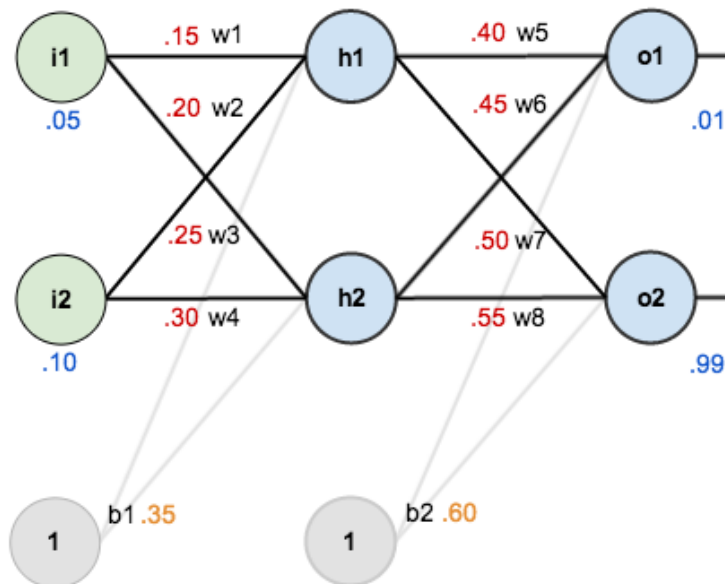 i1 .15 w1 h1 .40 w5 o1
.05 .20 w2 .45 w6 .01
.25 w3 .50 w7
i2 .30 w4 h2 .55 w8 o2
.10 .99
1 b1 .35 1 b2 .60